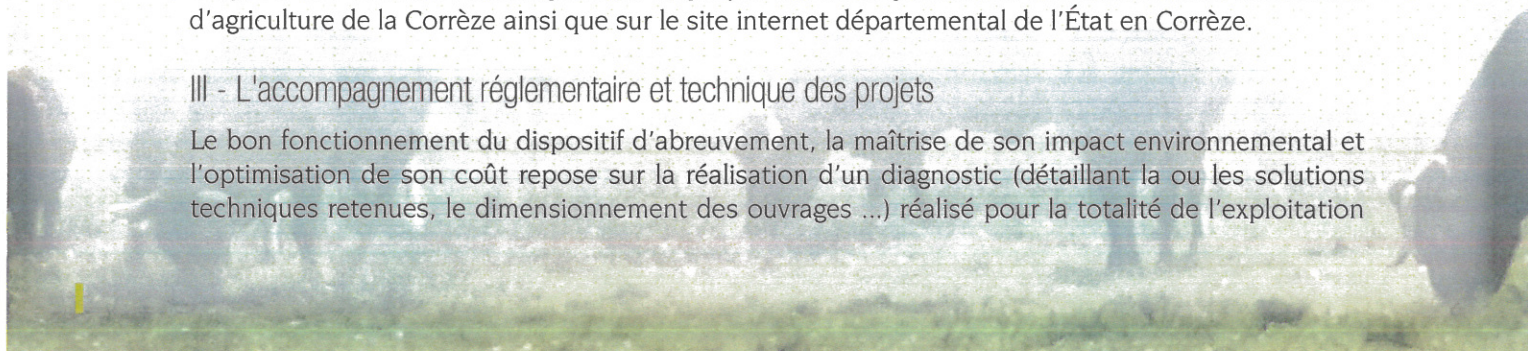 d'agriculture de la Corrèze ainsi que sur le site internet départemental de l'État en Corrèze.
III - L'accompagnement réglementaire et technique des projets
Le bon fonctionnement du dispositif d'abreuvement, la maîtrise de son impact environnemental et
l'optimisation de son coût repose sur la réalisation d'un diagnostic (détaillant la ou les solutions
techniques retenues, le dimensionnement des ouvrages ...) réalisé pour la totalité de l'exploitation